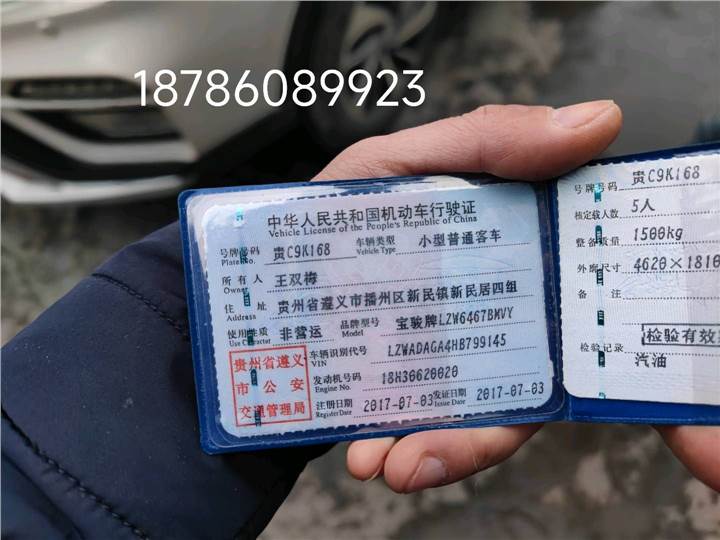 18786089923
中华人民共和国机动车行驶证
Vehicle License of the People's Republic of China
号牌号码 贵C9K168 车辆类型 小型普通客车
Plate No. Vehicle Type
所有人 王双梅
Owner
住址 贵州省遵义市播州区新民镇新民居四组
Address
使用性质 非营运 品牌型号 宝骏牌LZW6467BMVY
Use Character Model
贵州省遵义
市公安
交通管理局
车辆识别代号 LZWADAGA4HB799145
VIN
发动机号码 18H30620020
Engine No.
注册日期 2017-07-03 发证日期 2017-07-03
Register Date Issue Date
号牌号码 贵C9K168
核定载人数 5人
整备质量 1500kg
外廓尺寸 4620×1810
备注
检验有效
检验记录
汽油